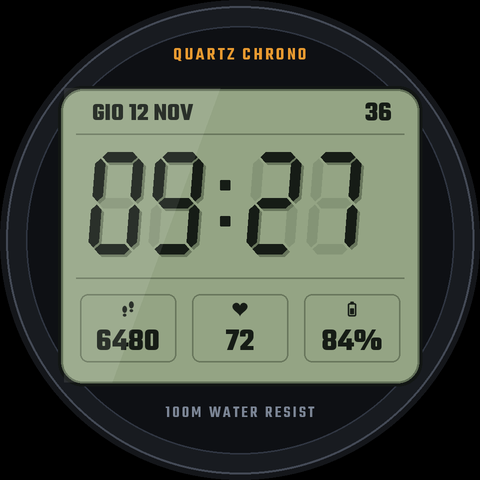 QUARTZ CHRONO
GIO 12 NOV 36
09:27
6480 72 84%
100M WATER RESIST